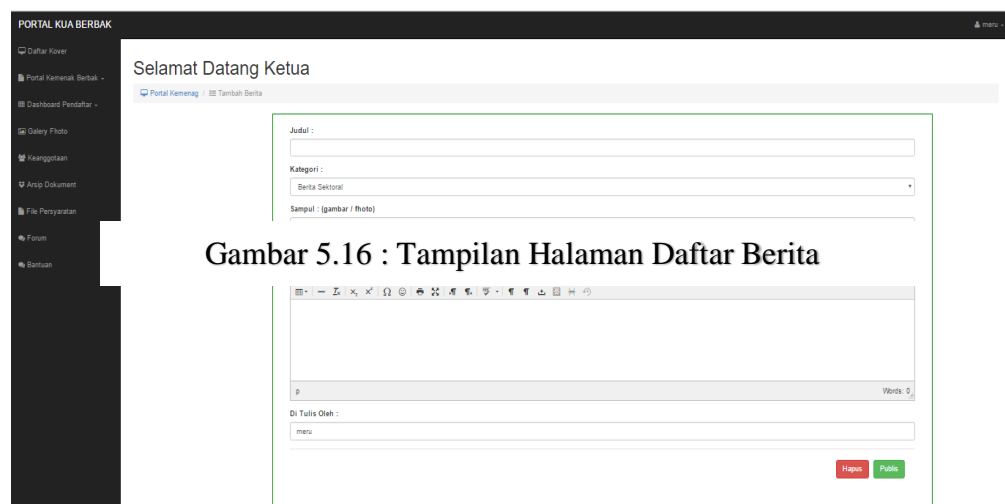 PORTAL KUA BERBAK
meru
Daftar Kover
Portal Kemenak Berbak
Dashboard Pendaftar
Galery Fhoto
Keanggotaan
Arsip Dokument
File Persyaratan
Forum
Bantuan
Selamat Datang Ketua
Portal Kemenag / Tambah Berita
Judul :
Kategori :
Berita Sektoral
Sampul : (gambar / fhoto)
Gambar 5.16 : Tampilan Halaman Daftar Berita
p
Words: 0
Di Tulis Oleh :
meru
Hapus Publis